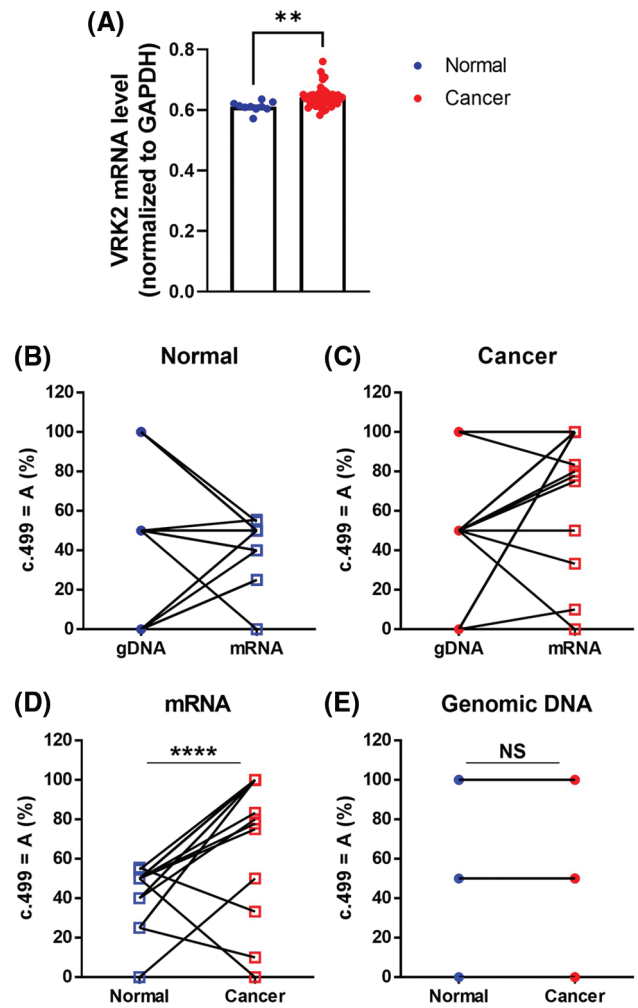 (A)
**
Normal
Cancer
VRK2 mRNA level
(normalized to GAPDH)
0.8
0.6
0.4
0.2
0.0
(B)
Normal
c.499 = A (%)
120
100
80
60
40
20
0
gDNA
mRNA
(C)
Cancer
c.499 = A (%)
120
100
80
60
40
20
0
gDNA
mRNA
(D)
mRNA
****
c.499 = A (%)
120
100
80
60
40
20
0
Normal
Cancer
(E)
Genomic DNA
NS
c.499 = A (%)
120
100
80
60
40
20
0
Normal
Cancer